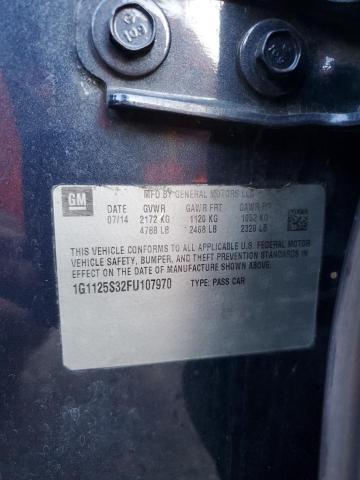 GM
MFD BY GENERAL MOTORS LLC
DATE GVWR GAWR FRT GAWR RR
07/14 2172 KG 1120 KG 1052 KG
4788 LB 2468 LB 2320 LB
THIS VEHICLE CONFORMS TO ALL APPLICABLE U.S. FEDERAL MOTOR
VEHICLE SAFETY, BUMPER, AND THEFT PREVENTION STANDARDS IN
EFFECT ON THE DATE OF MANUFACTURE SHOWN ABOVE.
1G1125S32FU107970 TYPE: PASS CAR